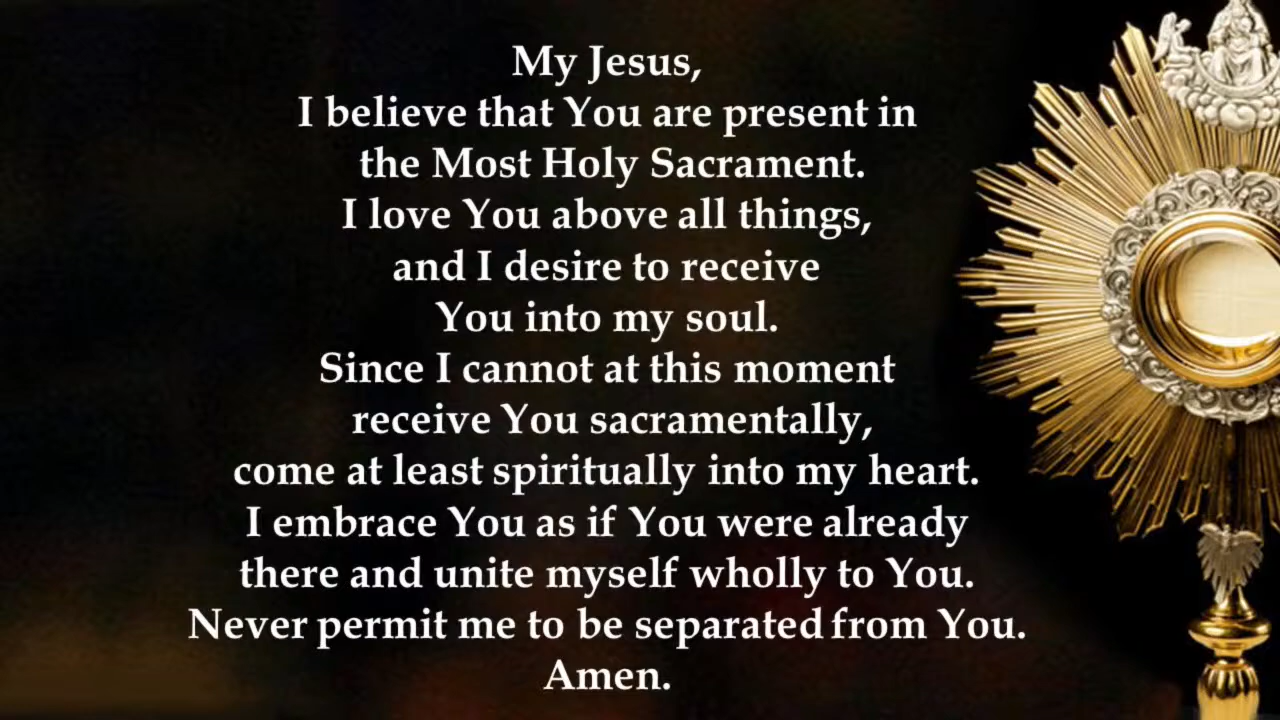 My Jesus,
I believe that You are present in
the Most Holy Sacrament.
I love You above all things,
and I desire to receive
You into my soul.
Since I cannot at this moment
receive You sacramentally,
come at least spiritually into my heart.
I embrace You as if You were already
there and unite myself wholly to You.
Never permit me to be separated from You.
Amen.